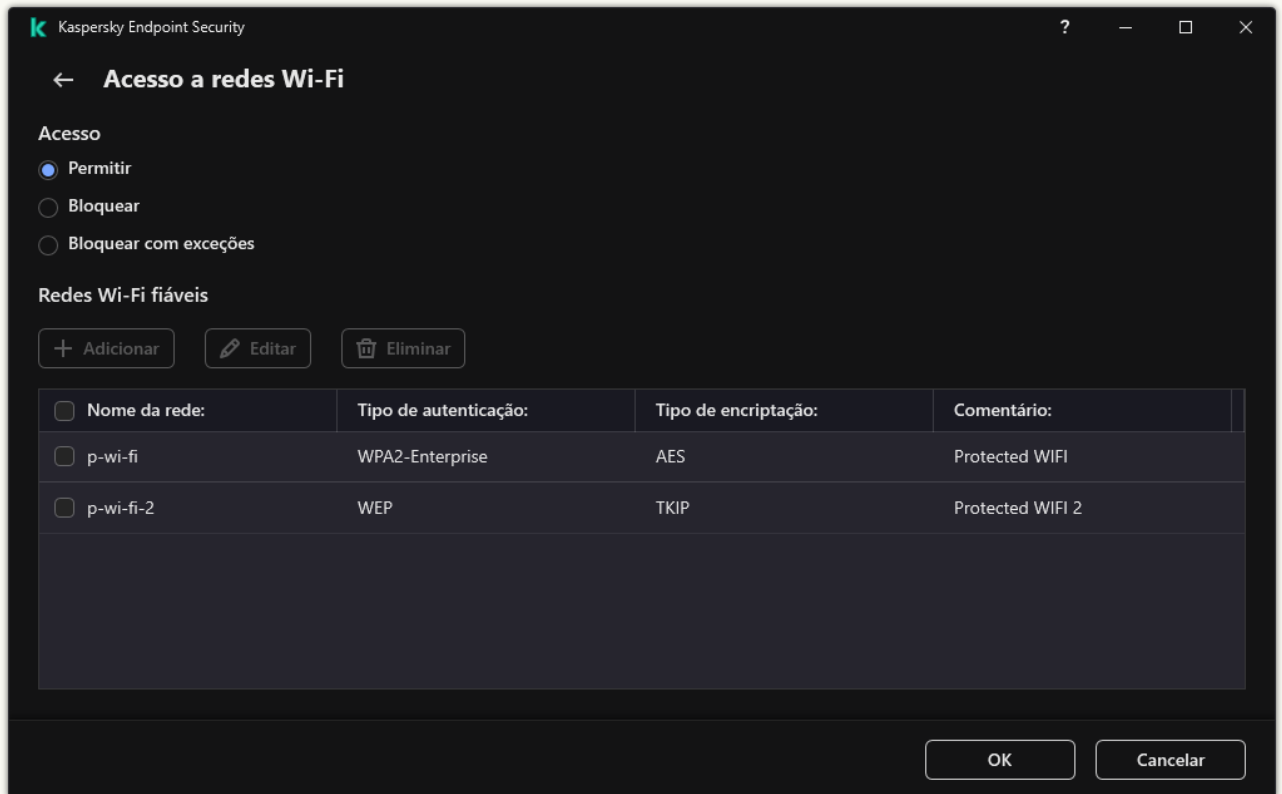 Kaspersky Endpoint Security ?
Acesso a redes Wi-Fi
Acesso
Permitir
Bloquear
Bloquear com exceções
Redes Wi-Fi fiáveis
Adicionar Editar Eliminar
Nome da rede: Tipo de autenticação: Tipo de encriptação: Comentário:
p-wi-fi WPA2-Enterprise AES Protected WIFI
p-wi-fi-2 WEP TKIP Protected WIFI 2
OK Cancelar